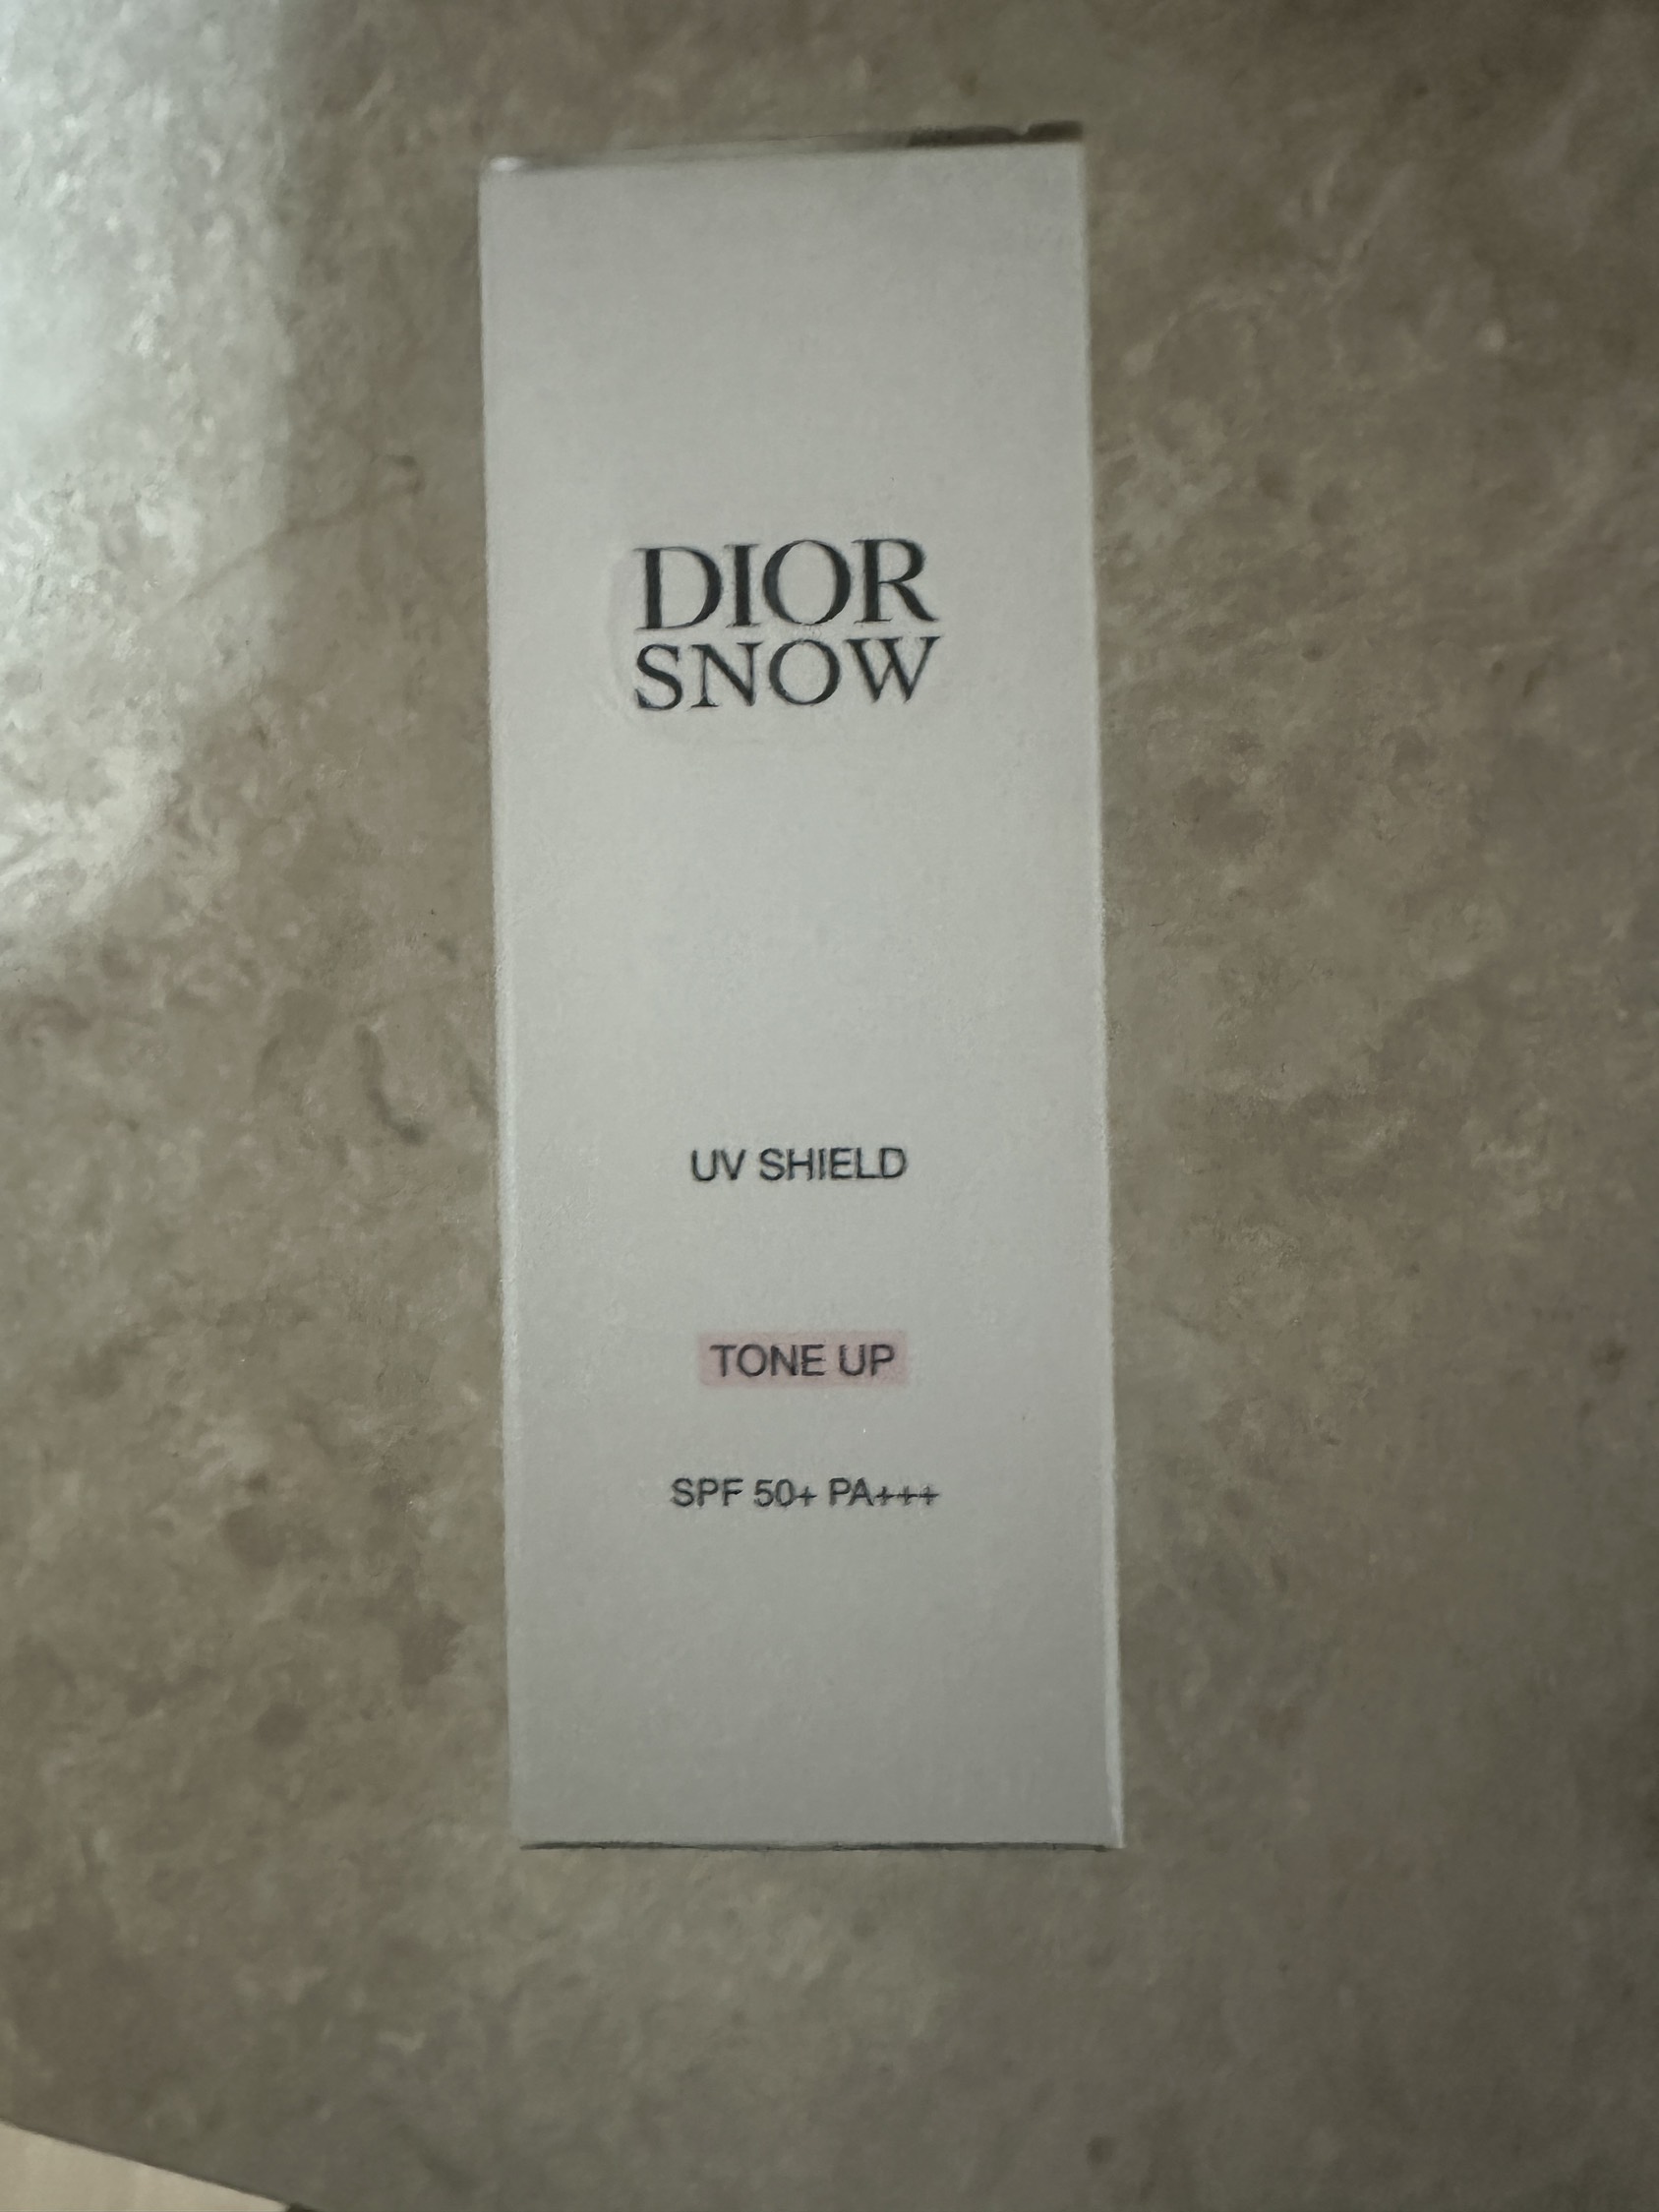 DIOR
SNOW
UV SHIELD
TONE UP
SPF 50+ PA+++